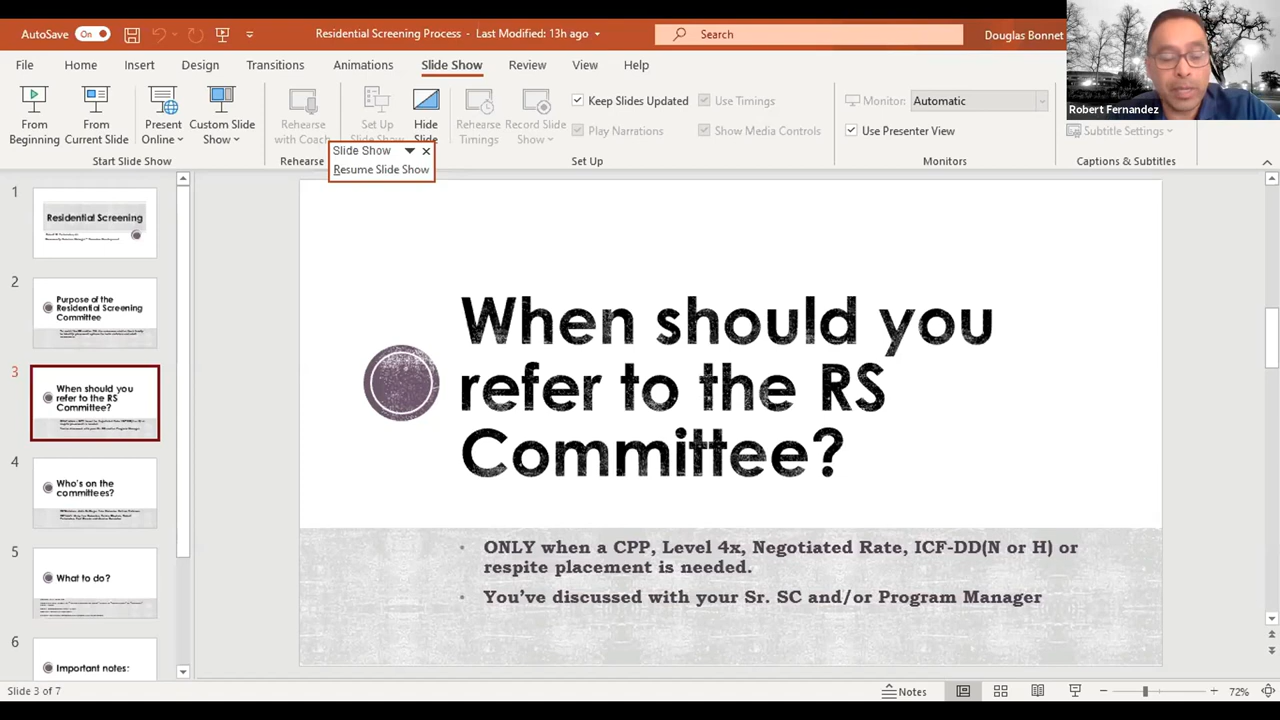 AutoSave On Residential Screening Process - Last Modified: 13h ago Search Douglas Bonnet
Robert Fernandez
File Home Insert Design Transitions Animations Slide Show Review View Help
From Beginning
From Current Slide
Present Online
Custom Slide Show
Start Slide Show
Rehearse with Coach
Rehearse
Set Up
Hide Slide
Rehearse Timings
Record Slide Show
Keep Slides Updated
Play Narrations
Use Timings
Show Media Controls
Set Up
Monitor: Automatic
Use Presenter View
Monitors
Subtitle Settings
Captions & Subtitles
Slide Show
Resume Slide Show
1
Residential Screening
2
Purpose of the
Residential Screening
Committee
3
When should you
refer to the RS
Committee?
4
Who's on the
committees?
5
What to do?
6
Important notes:
When should you
refer to the RS
Committee?
• ONLY when a CPP, Level 4x, Negotiated Rate, ICF-DD(N or H) or
respite placement is needed.
• You've discussed with your Sr. SC and/or Program Manager
Slide 3 of 7 Notes 72%